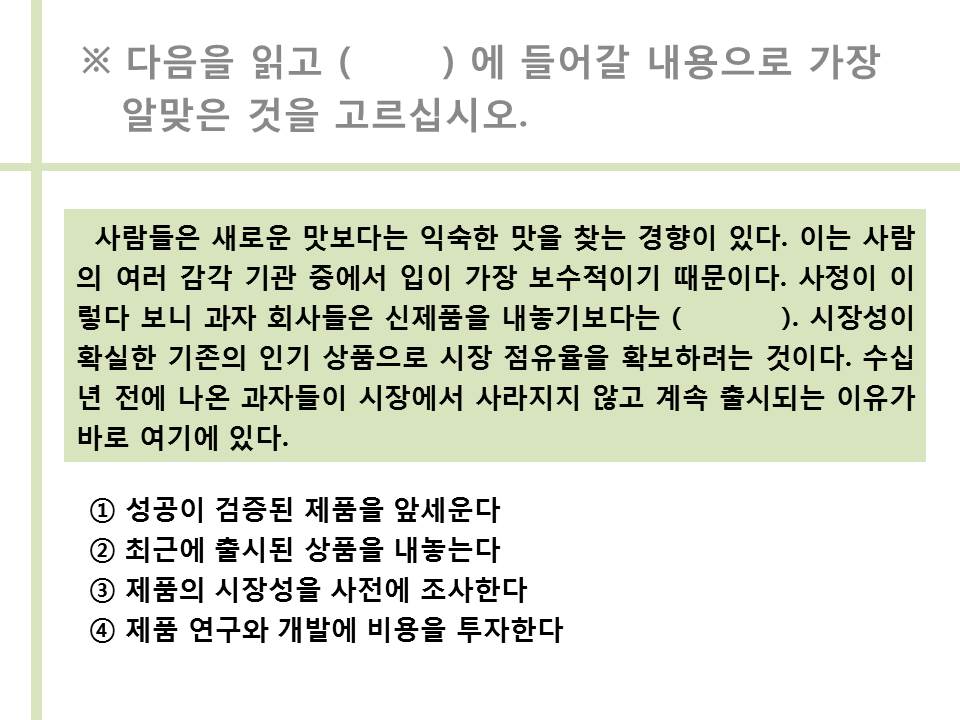 ※ 다음을 읽고 (      ) 에 들어갈 내용으로 가장
알맞은 것을 고르십시오.
사람들은 새로운 맛보다는 익숙한 맛을 찾는 경향이 있다. 이는 사람
의 여러 감각 기관 중에서 입이 가장 보수적이기 때문이다. 사정이 이
렇다 보니 과자 회사들은 신제품을 내놓기보다는 (        ). 시장성이
확실한 기존의 인기 상품으로 시장 점유율을 확보하려는 것이다. 수십
년 전에 나온 과자들이 시장에서 사라지지 않고 계속 출시되는 이유가
바로 여기에 있다.
① 성공이 검증된 제품을 앞세운다
② 최근에 출시된 상품을 내놓는다
③ 제품의 시장성을 사전에 조사한다
④ 제품 연구와 개발에 비용을 투자한다